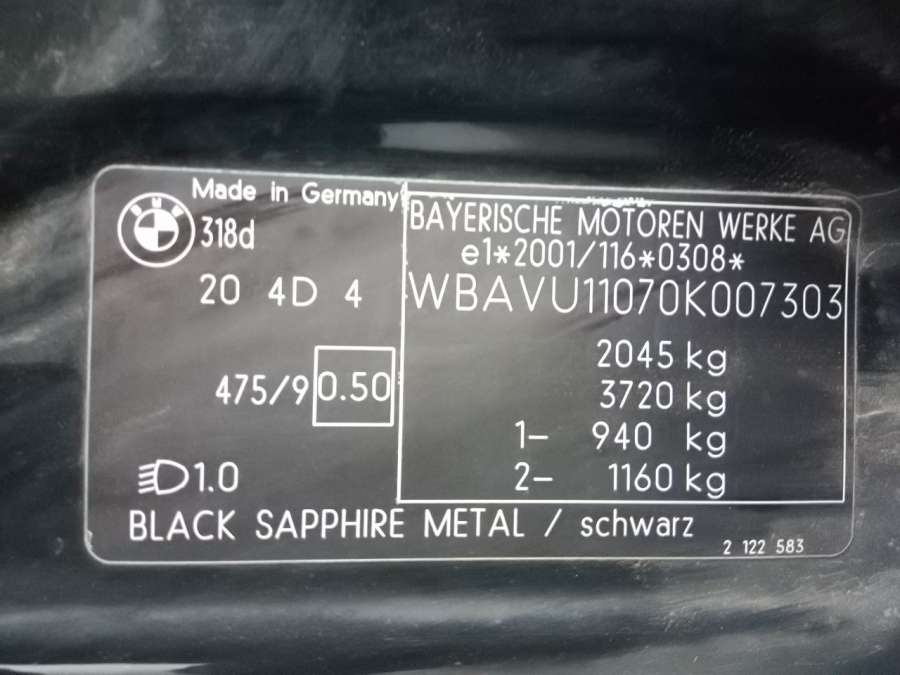 Made in Germany
BMW
318d
20 4D 4
475/9 0.50
1.0
BLACK SAPPHIRE METAL / schwarz
BAYERISCHE MOTOREN WERKE AG
e1*2001/116*0308*
WBAVU11070K007303
2045 kg
3720 kg
1- 940 kg
2- 1160 kg
2 122 583